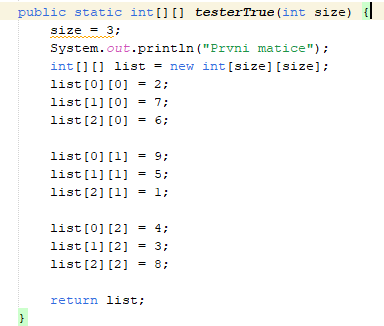 public static int[][] testerTrue(int size) {
size = 3;
System.out.println("Prvni matice");
int[][] list = new int[size][size];
list[0][0] = 2;
list[1][0] = 7;
list[2][0] = 6;
list[0][1] = 9;
list[1][1] = 5;
list[2][1] = 1;
list[0][2] = 4;
list[1][2] = 3;
list[2][2] = 8;
return list;
}